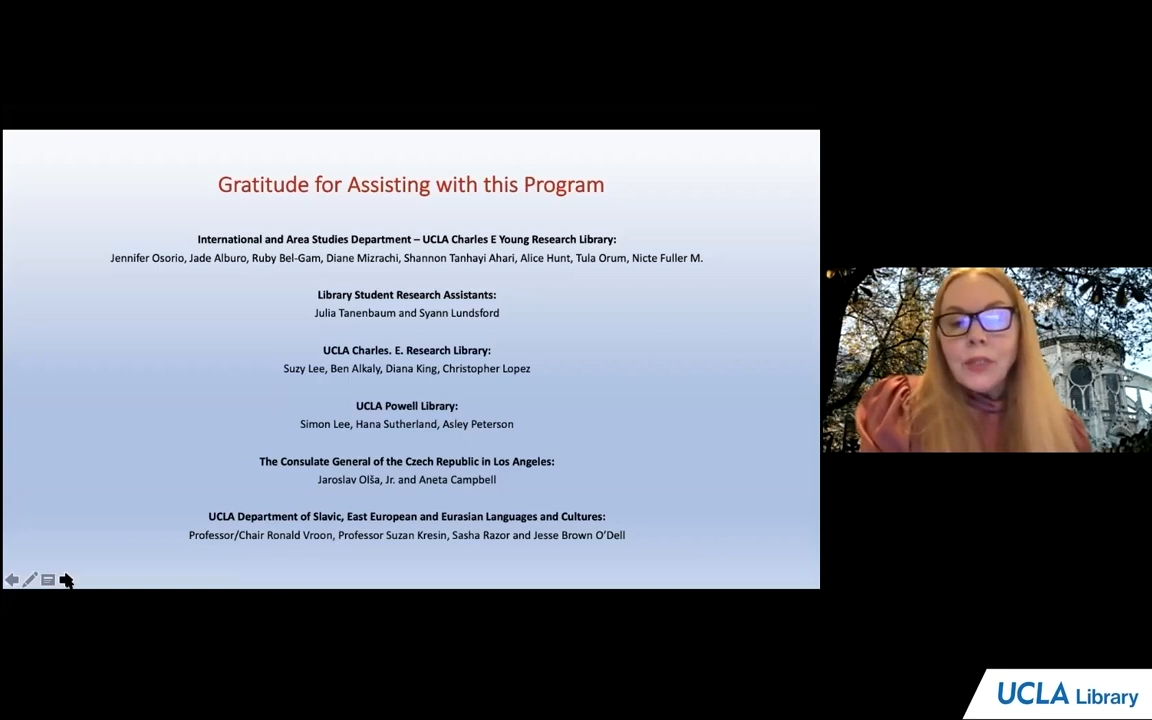 Gratitude for Assisting with this Program
International and Area Studies Department – UCLA Charles E Young Research Library:
Jennifer Osorio, Jade Alburo, Ruby Bel-Gam, Diane Mizrachi, Shannon Tanhayi Ahari, Alice Hunt, Tula Orum, Nicte Fuller M.
Library Student Research Assistants:
Julia Tanenbaum and Syann Lundsford
UCLA Charles. E. Research Library:
Suzy Lee, Ben Alkaly, Diana King, Christopher Lopez
UCLA Powell Library:
Simon Lee, Hana Sutherland, Asley Peterson
The Consulate General of the Czech Republic in Los Angeles:
Jaroslav Olša, Jr. and Aneta Campbell
UCLA Department of Slavic, East European and Eurasian Languages and Cultures:
Professor/Chair Ronald Vroon, Professor Suzan Kresin, Sasha Razor and Jesse Brown O’Dell
UCLA Library